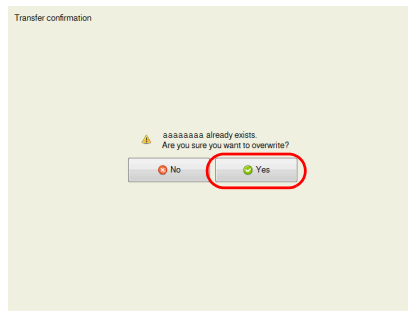 Transfer confirmation
aaaaaaaa already exists.
Are you sure you want to overwrite?
No
Yes